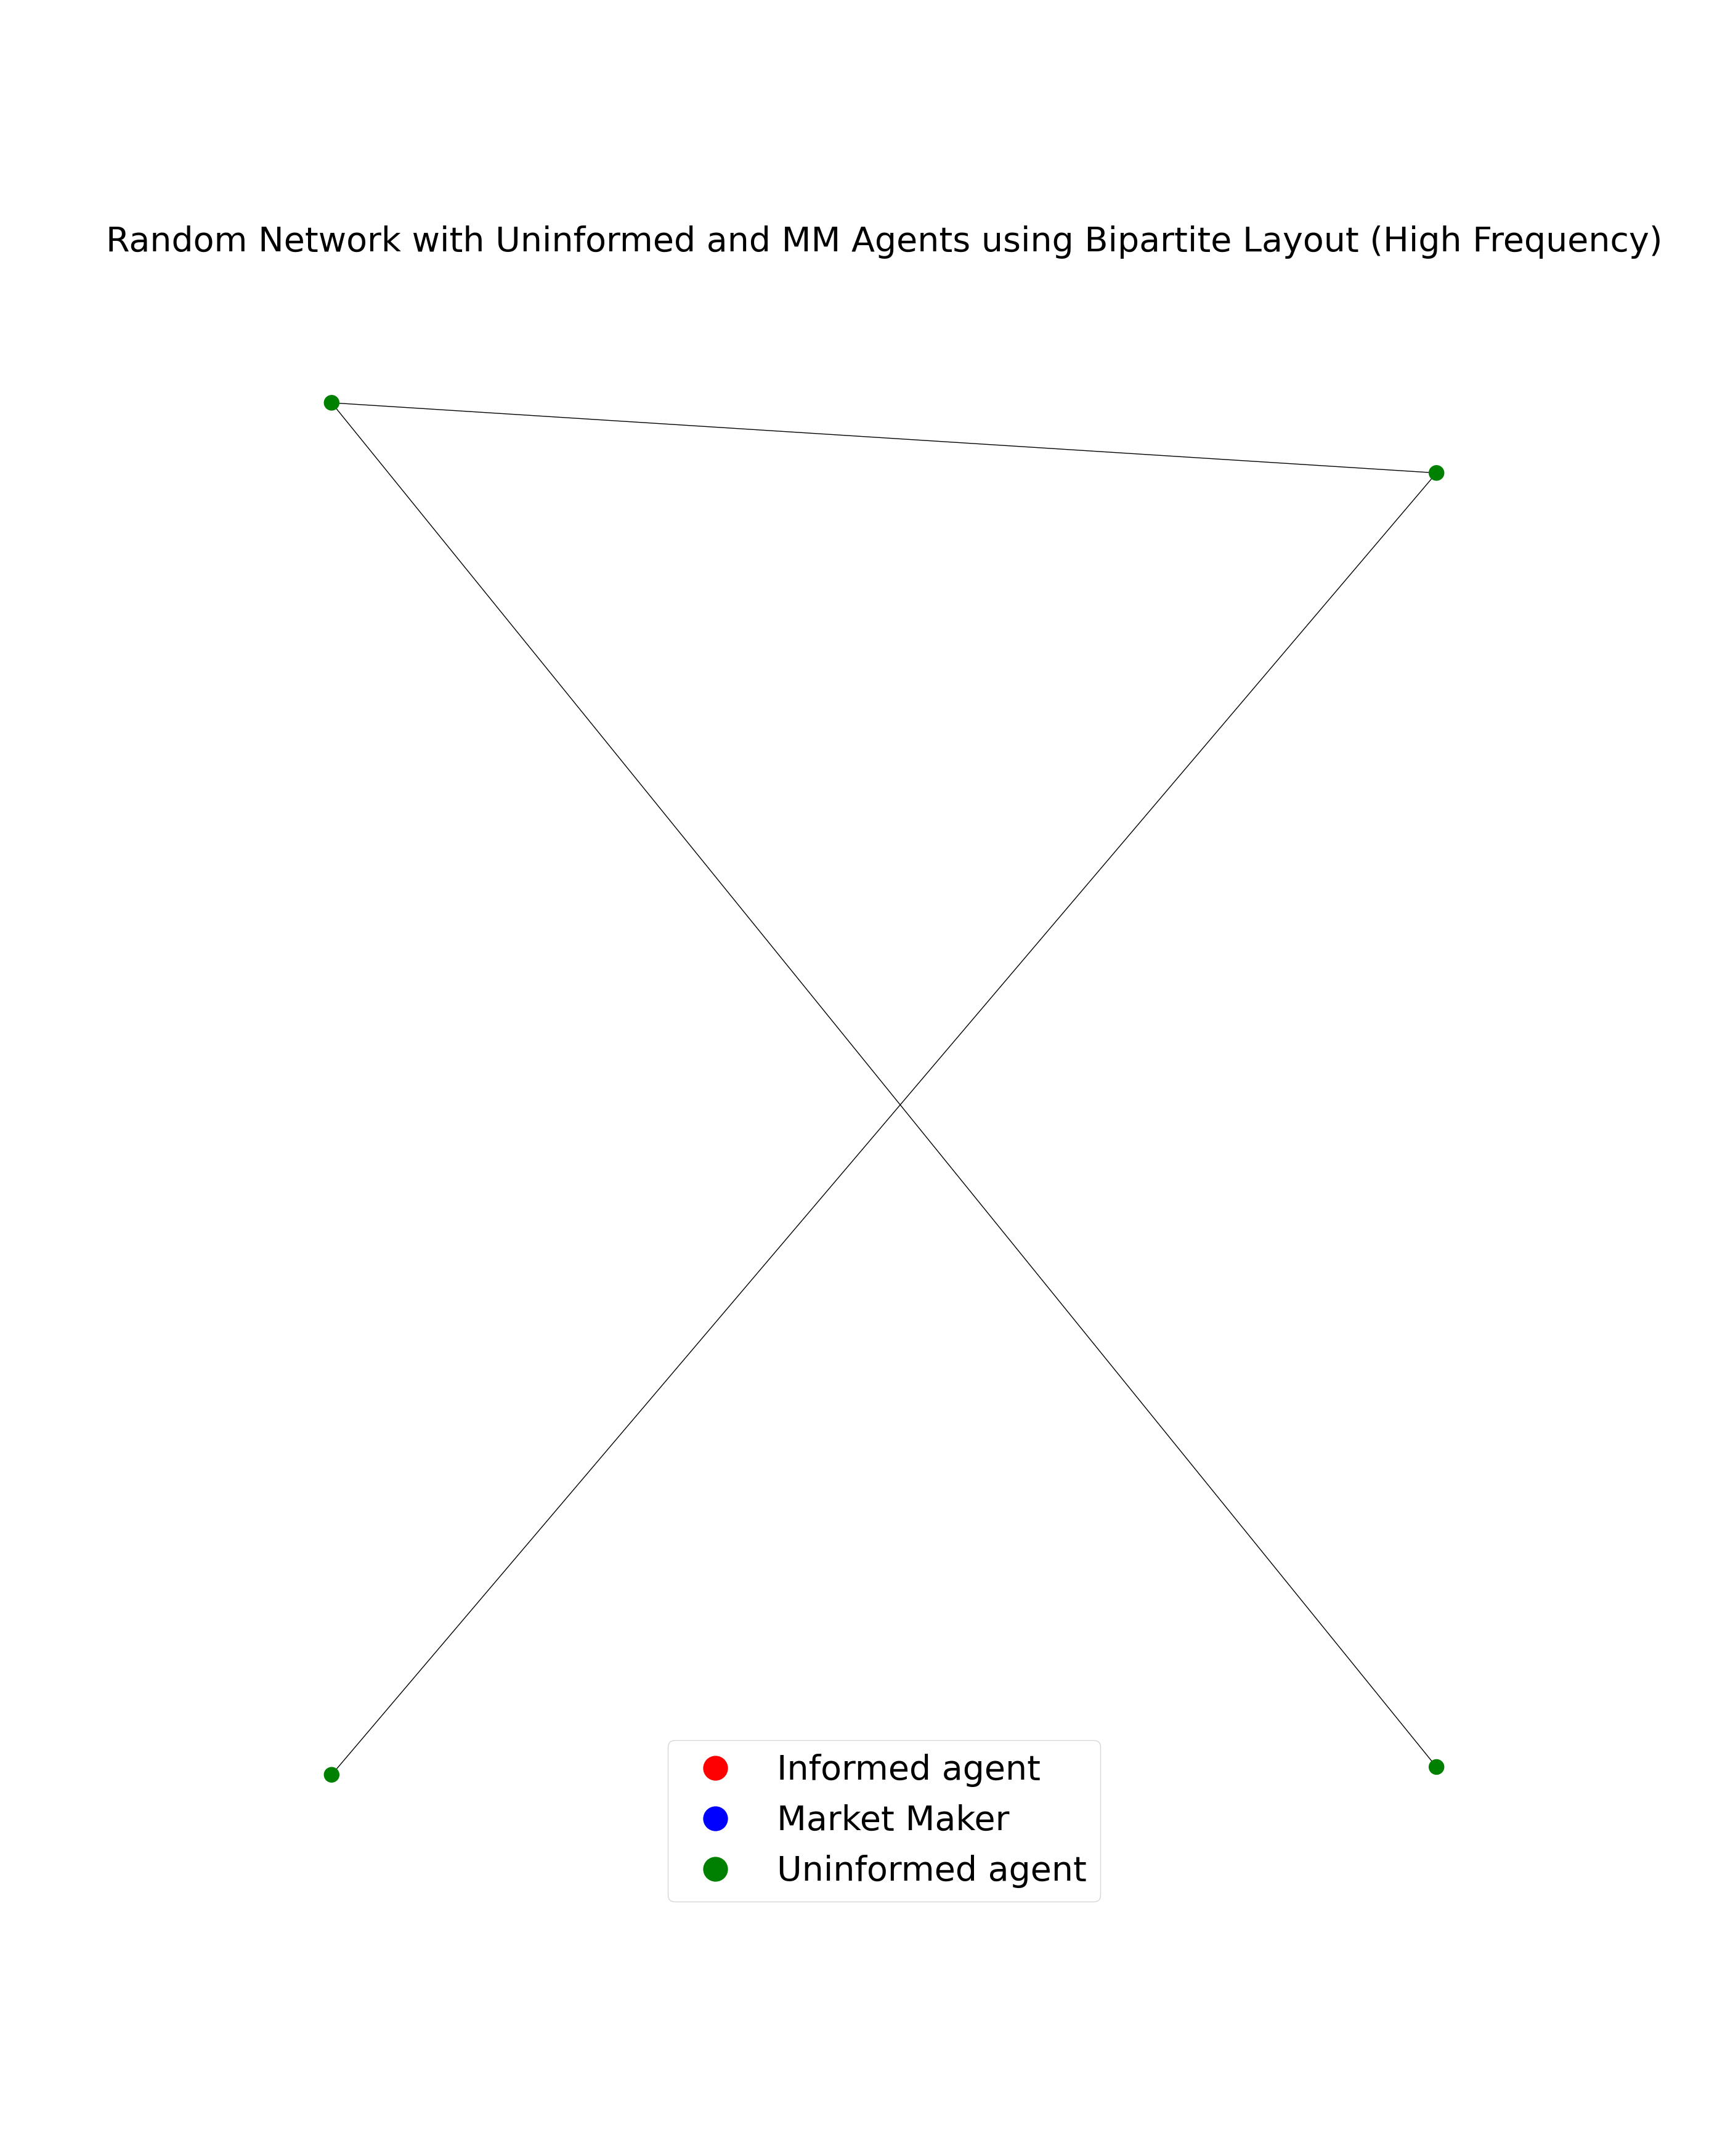 Random Network with Uninformed and MM Agents using Bipartite Layout (High Frequency)
Informed agent
Market Maker
Uninformed agent